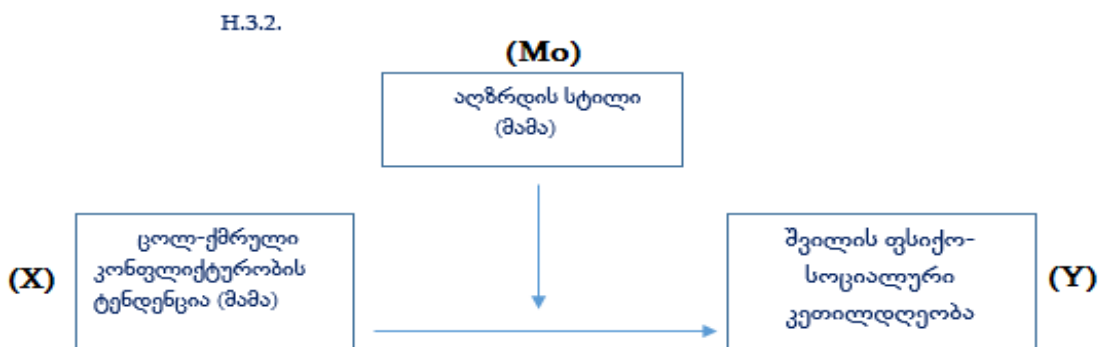 H.3.2.
(Mo)
აღზრდის სტილი
(მამა)
ცოლ-ქმრული
კონფლიქტურობის
ტენდენცია (მამა)
(X)
შვილის ფსიქო-
სოციალური
კეთილდღეობა
(Y)